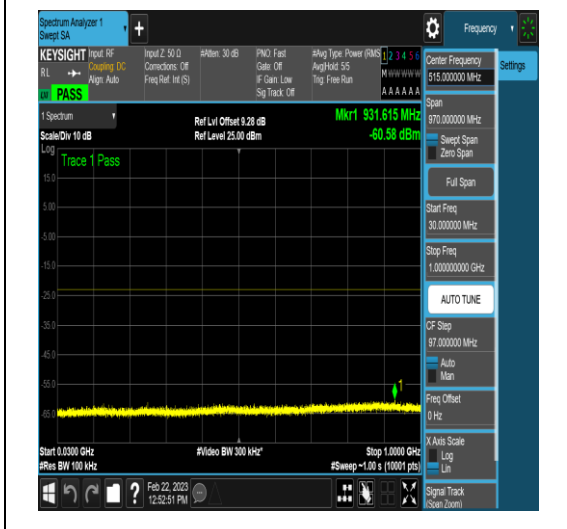 Spectrum Analyzer 1
Swept SA
+
Frequency
KEYSIGHT
RL
PASS
Input: RF
Coupling: DC
Align: Auto
Input Z: 50 Ω
Corrections: Off
Freq Ref: Int (S)
#Atten: 30 dB
PNO: Fast
Gate: Off
IF Gain: Low
Sig Track: Off
#Avg Type: Power (RMS
Avg|Hold: 5/5
Trig: Free Run
1 2 3 4 5 6
M W W W W W
A A A A A A
1 Spectrum
Scale/Div 10 dB
Log
Ref Lvl Offset 9.28 dB
Ref Level 25.00 dBm
Mkr1 931.615 MHz
-60.58 dBm
Trace 1 Pass
15.0
5.00
-5.00
-15.0
-25.0
-35.0
-45.0
-55.0
-65.0
1
Start 0.0300 GHz
#Res BW 100 kHz
#Video BW 300 kHz*
Stop 1.0000 GHz
#Sweep ~1.00 s (10001 pts)
?
Feb 22, 2023
12:52:51 PM
Center Frequency
515.000000 MHz
Settings
Span
970.000000 MHz
Swept Span
Zero Span
Full Span
Start Freq
30.000000 MHz
Stop Freq
1.000000000 GHz
AUTO TUNE
CF Step
97.000000 MHz
Auto
Man
Freq Offset
0 Hz
X Axis Scale
Log
Lin
Signal Track
(Span Zoom)